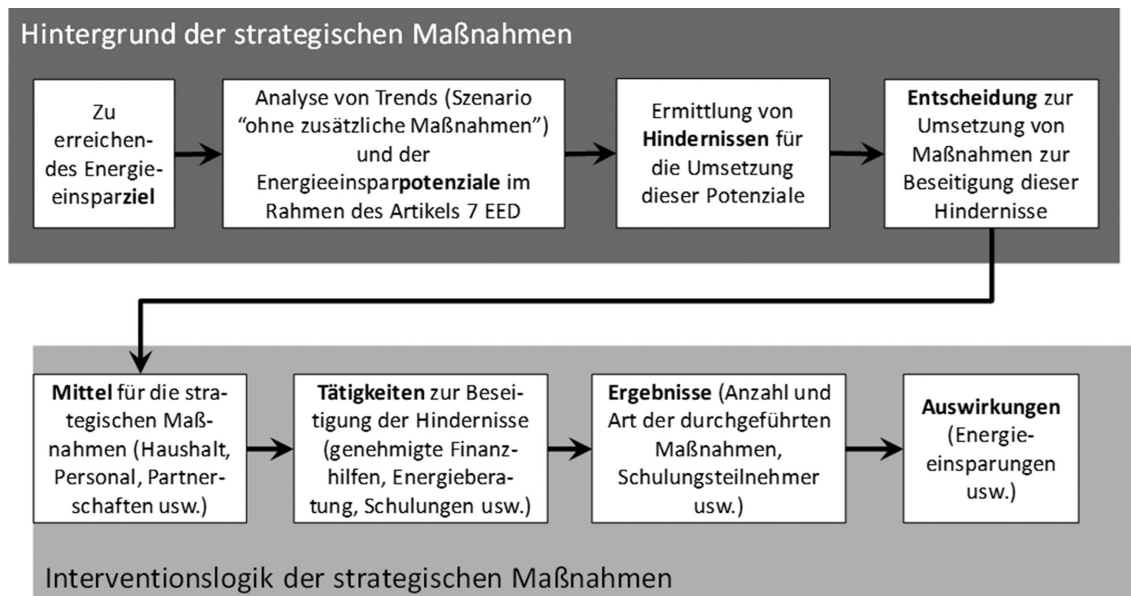 Hintergrund der strategischen Maßnahmen
Zu
erreichen-
des Energie-
einsparziel
Analyse von Trends (Szenario
“ohne zusätzliche Maßnahmen”)
und der
Energieeinsparpotenziale im
Rahmen des Artikels 7 EED
Ermittlung von
Hindernissen für
die Umsetzung
dieser Potenziale
Entscheidung zur
Umsetzung von
Maßnahmen zur
Beseitigung dieser
Hindernisse
Mittel für die stra-
tegischen Maß-
nahmen (Haushalt,
Personal, Partner-
schaften usw.)
Tätigkeiten zur Besei-
tigung der Hindernisse
(genehmigte Finanz-
hilfen, Energiebera-
tung, Schulungen usw.)
Ergebnisse (Anzahl und
Art der durchgeführten
Maßnahmen,
Schulungsteilnehmer
usw.)
Auswirkungen
(Energie-
einsparungen
usw.)
Interventionslogik der strategischen Maßnahmen